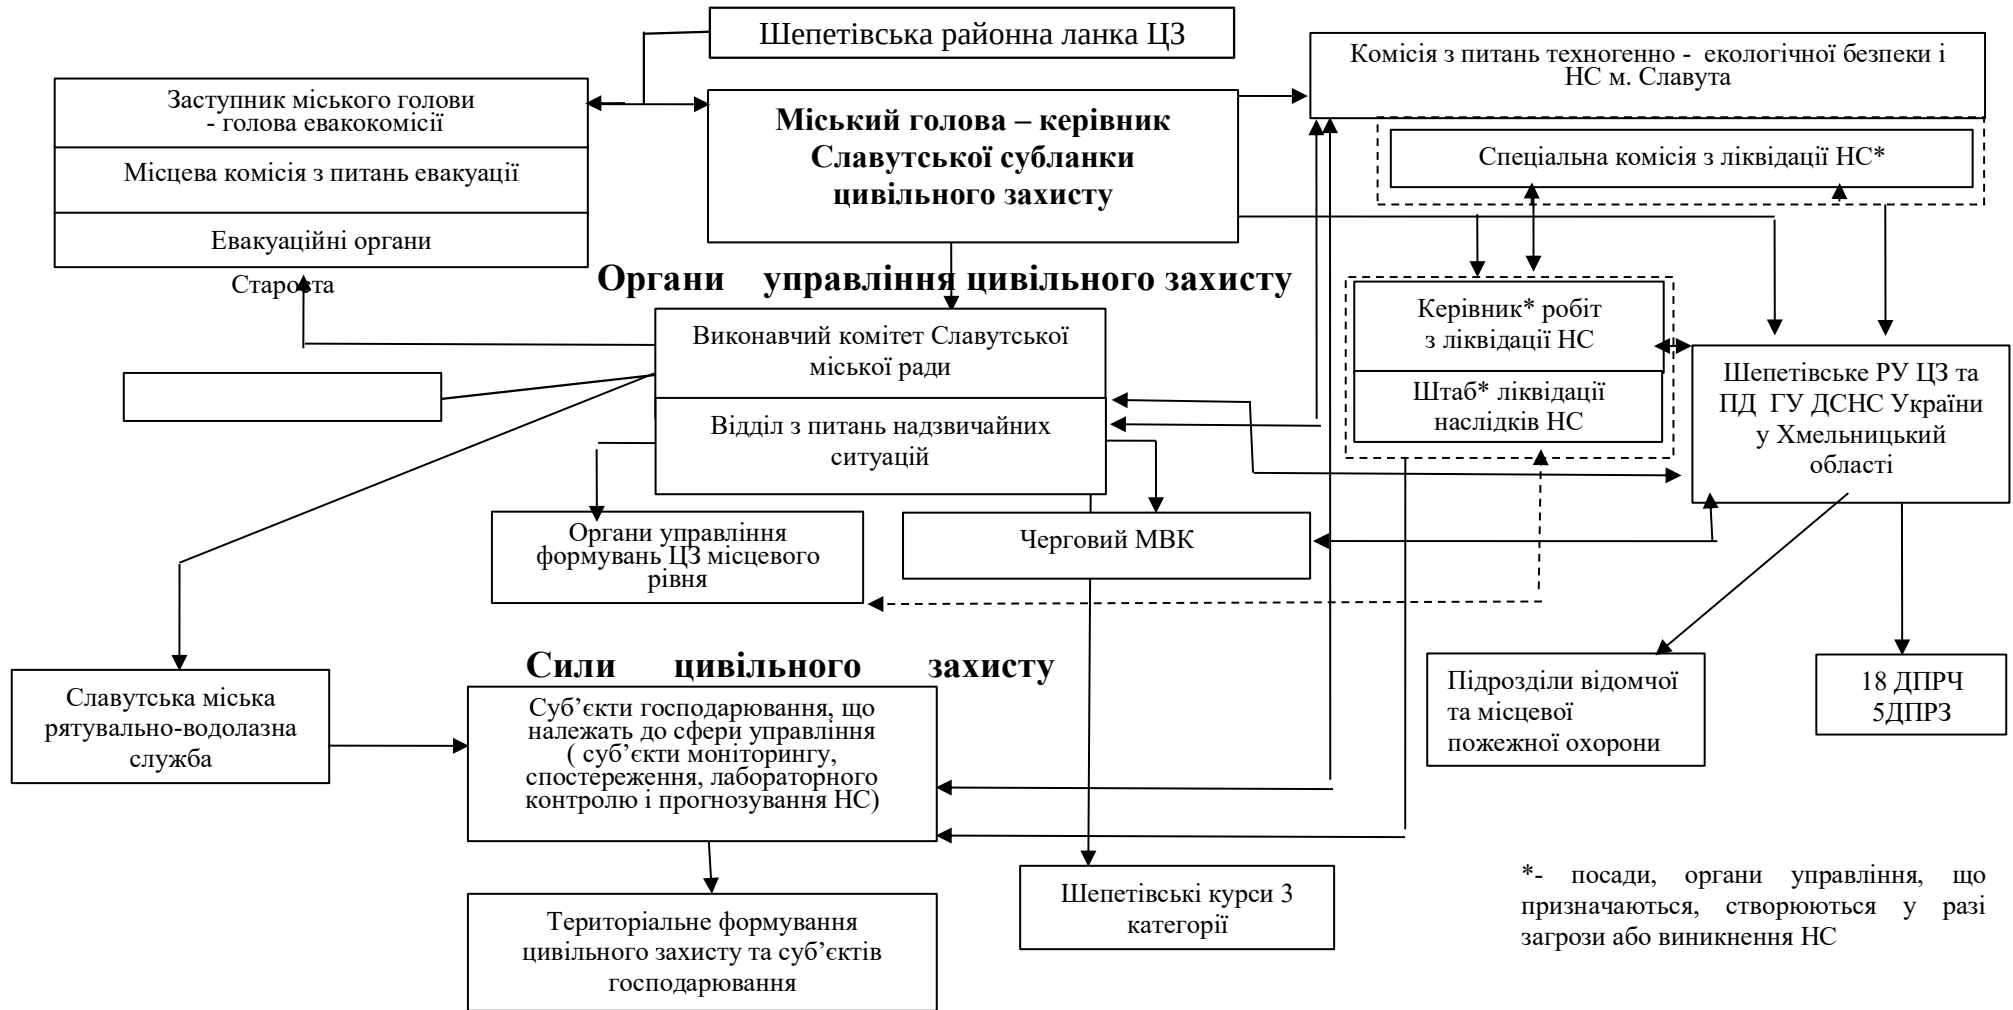 Шепетівська районна ланка ЦЗ
Комісія з питань техногенно - екологічної безпеки і
НС м. Славута
Заступник міського голови
- голова евакокомісії
Місцева комісія з питань евакуації
Евакуаційні органи
Староста
Міський голова – керівник
Славутської субланки
цивільного захисту
Спеціальна комісія з ліквідації НС*
Органи управління цивільного захисту
Виконавчий комітет Славутської
міської ради
Відділ з питань надзвичайних
ситуацій
Керівник* робіт
з ліквідації НС
Штаб* ліквідації
наслідків НС
Шепетівське РУ ЦЗ та
ПД ГУ ДСНС України
у Хмельницький
області
Органи управління
формувань ЦЗ місцевого
рівня
Черговий МВК
Сили цивільного захисту
Славутська міська
рятувально-водолазна
служба
Суб’єкти господарювання, що
належать до сфери управління
( суб’єкти моніторингу,
спостереження, лабораторного
контролю і прогнозування НС)
Підрозділи відомчої
та місцевої
пожежної охорони
18 ДПРЧ
5ДПРЗ
Територіальне формування
цивільного захисту та суб’єктів
господарювання
Шепетівські курси 3
категорії
*- посади, органи управління, що
призначаються, створюються у разі
загрози або виникнення НС